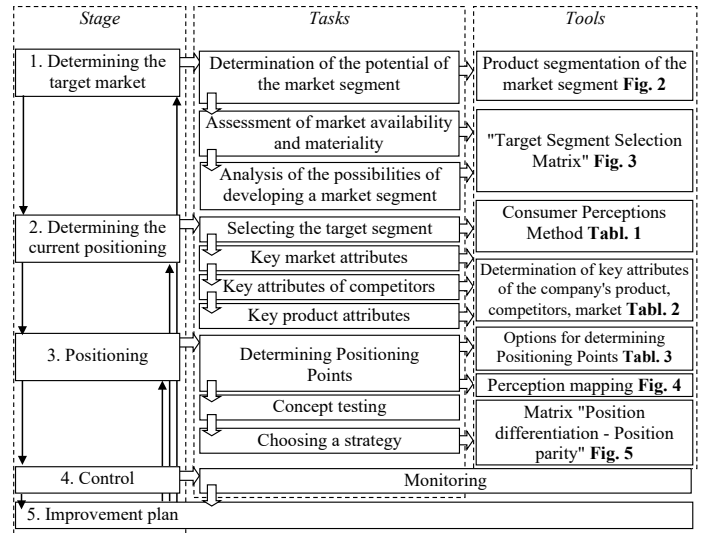 Stage
Tasks
Tools
1. Determining the
target market
Determination of the potential of
the market segment
Product segmentation of the
market segment Fig. 2
Assessment of market availability
and materiality
"Target Segment Selection
Matrix" Fig. 3
Analysis of the possibilities of
developing a market segment
2. Determining the
current positioning
Selecting the target segment
Consumer Perceptions
Method Tabl. 1
Key market attributes
Key attributes of competitors
Key product attributes
Determination of key attributes
of the company's product,
competitors, market Tabl. 2
3. Positioning
Determining Positioning
Points
Options for determining
Positioning Points Tabl. 3
Perception mapping Fig. 4
Concept testing
Choosing a strategy
Matrix "Position
differentiation - Position
parity" Fig. 5
4. Control
Monitoring
5. Improvement plan